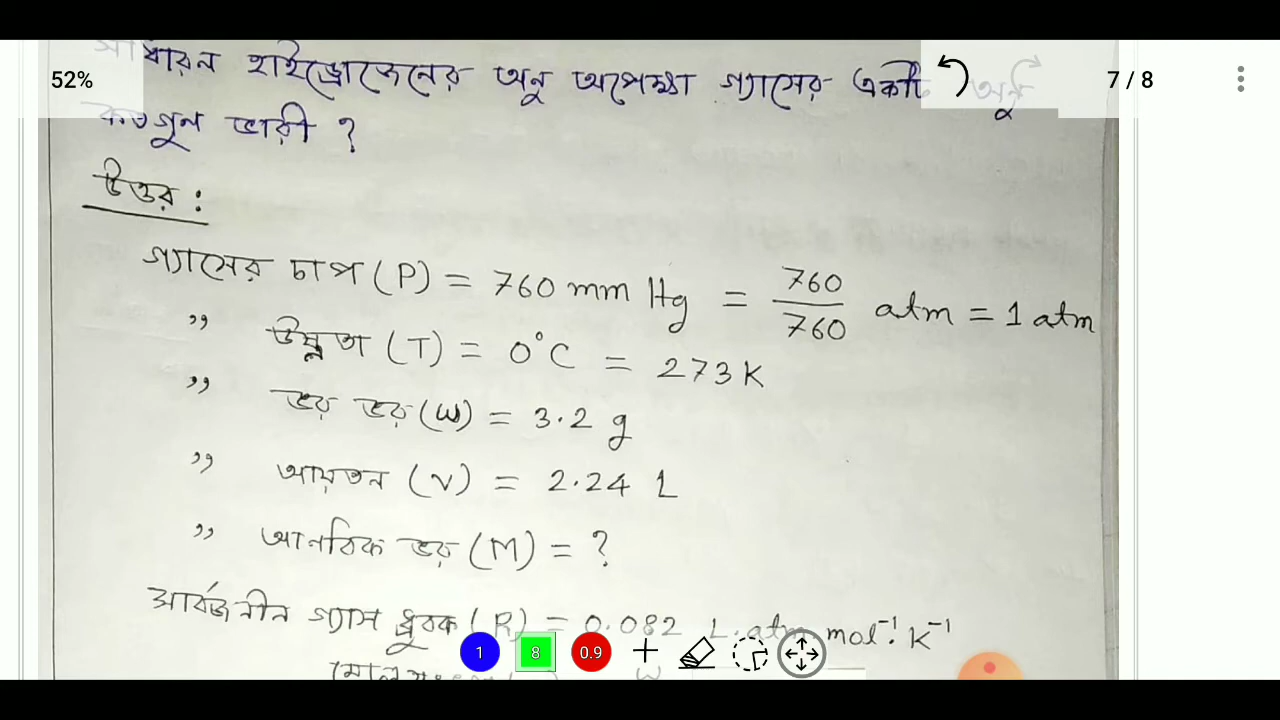 সাধারন হাইড্রোজেনের অনু অপেক্ষা গ্যাসের একটি অনু
52%
7 / 8
কতগুন ভারী ?
উত্তর :
গ্যাসের চাপ (P) = 760 mm Hg = 760/760 atm = 1 atm
" উষ্ণতা (T) = 0°C = 273 K
" ভর ভর (W) = 3.2 g
" আয়তন (V) = 2.24 L
" আনবিক ভর (M) = ?
সার্বজনীন গ্যাস ধ্রুবক (R) = 0.082 L.atm.mol⁻¹.K⁻¹
1 8 0.9
W